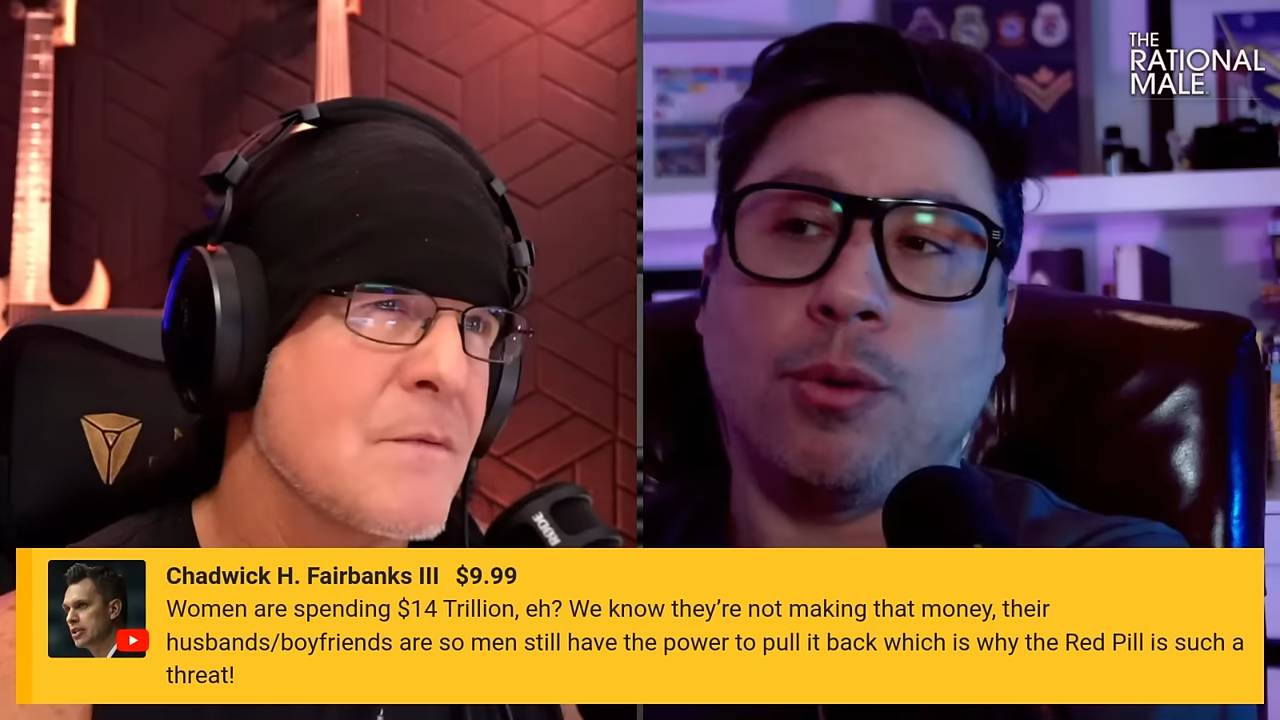 THE
RATIONAL
MALE
RODE
Chadwick H. Fairbanks III $9.99
Women are spending $14 Trillion, eh? We know they’re not making that money, their
husbands/boyfriends are so men still have the power to pull it back which is why the Red Pill is such a
threat!